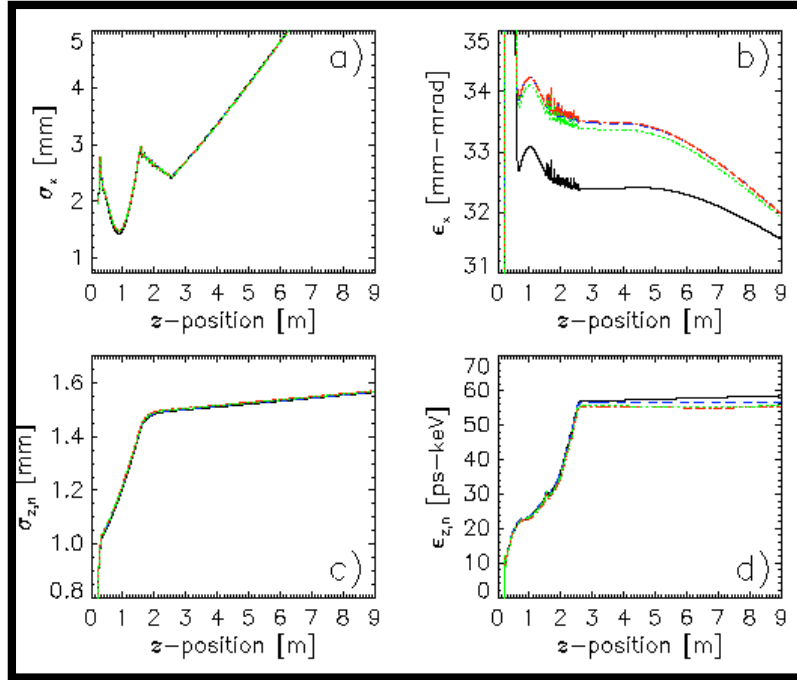 5
4
3
2
1
σx [mm]
a)
0 1 2 3 4 5 6 7 8 9
z-position [m]
35
34
33
32
31
εx [mm-mrad]
b)
0 1 2 3 4 5 6 7 8 9
z-position [m]
1.6
1.4
1.2
1.0
0.8
σz,n [mm]
c)
0 1 2 3 4 5 6 7 8 9
z-position [m]
70
60
50
40
30
20
10
0
εz,n [ps-keV]
d)
0 1 2 3 4 5 6 7 8 9
z-position [m]